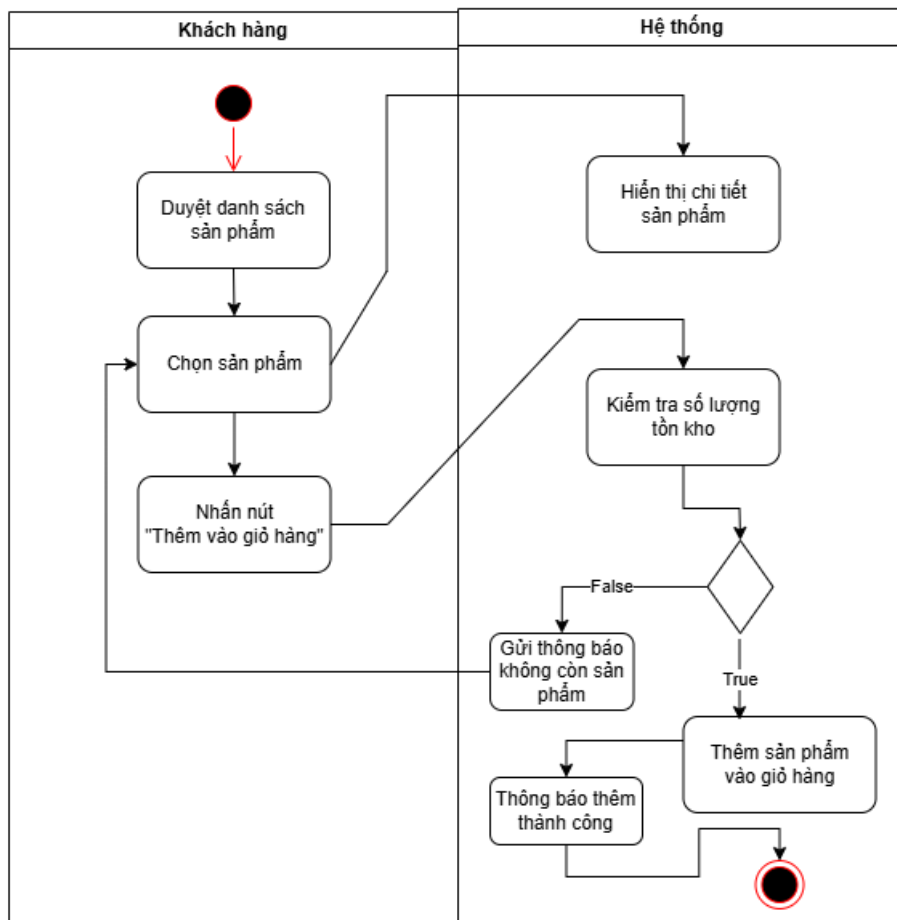 Khách hàng
Hệ thống
Duyệt danh sách
sản phẩm
Hiển thị chi tiết
sản phẩm
Chọn sản phẩm
Kiểm tra số lượng
tồn kho
Nhấn nút
"Thêm vào giỏ hàng"
False
Gửi thông báo
không còn sản
phẩm
True
Thêm sản phẩm
vào giỏ hàng
Thông báo thêm
thành công